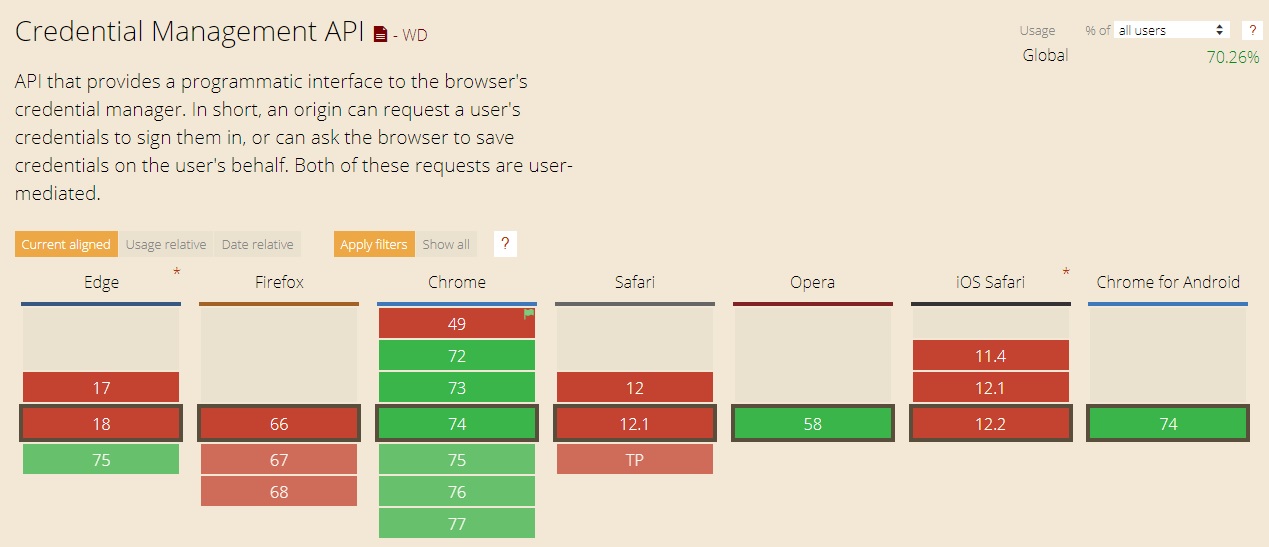 Credential Management API - WD
Usage % of all users ?
Global 70.26%
API that provides a programmatic interface to the browser's
credential manager. In short, an origin can request a user's
credentials to sign them in, or can ask the browser to save
credentials on the user's behalf. Both of these requests are user-
mediated.
Current aligned Usage relative Date relative Apply filters Show all ?
Edge * Firefox Chrome Safari Opera iOS Safari * Chrome for Android
49
72 11.4
17 73 12 12.1
18 66 74 12.1 58 12.2 74
75 67 75 TP
68 76
77